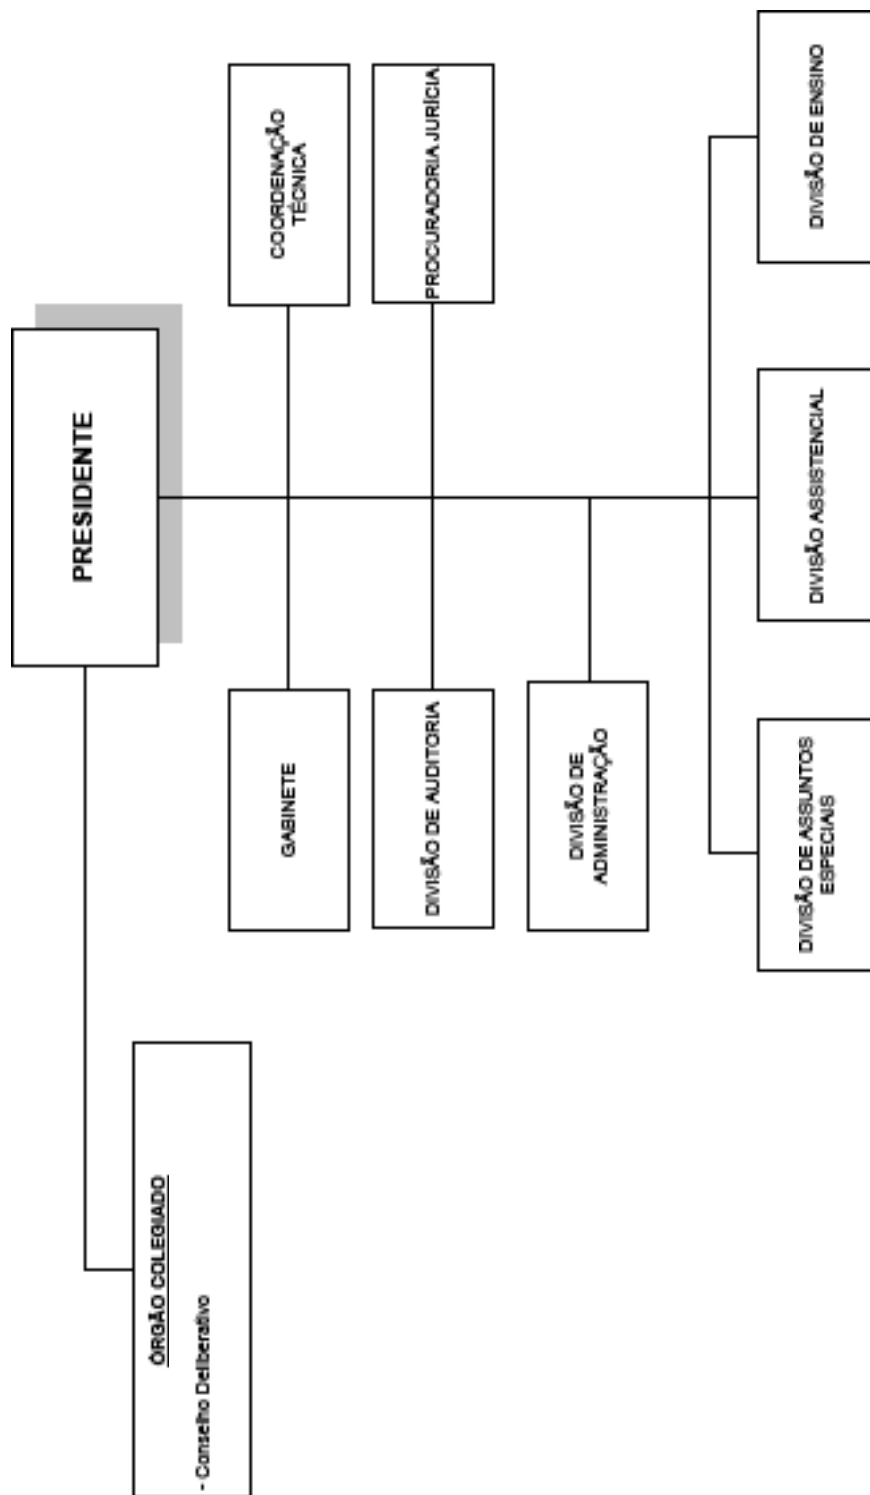 PRESIDENTE
ÓRGÃO COLEGIADO
- Conselho Deliberativo
GABINETE
COORDENAÇÃO
TÉCNICA
DIVISÃO DE AUDITORIA
PROCURADORIA JURÍCIA
DIVISÃO DE
ADMINISTRAÇÃO
DIVISÃO DE ASSUNTOS
ESPECIAIS
DIVISÃO ASSISTENCIAL
DIVISÃO DE ENSINO